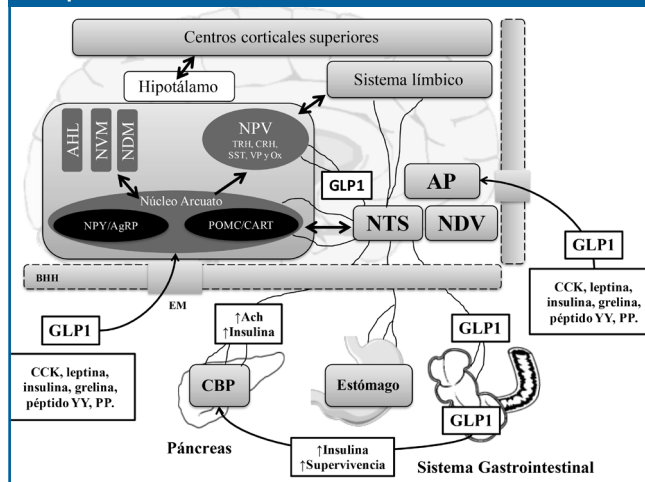 Centros corticales superiores
Hipotálamo
Sistema límbico
AHL
NVM
NDM
NPV
TRH, CRH,
SST, VP y Ox
GLP1
AP
Núcleo Arcuato
NPY/AgRP
POMC/CART
NTS
NDV
GLP1
CCK, leptina,
insulina, grelina,
péptido YY, PP.
BHH
EM
GLP1
CCK, leptina,
insulina, grelina,
péptido YY, PP.
↑Ach
↑Insulina
GLP1
CBP
Estómago
GLP1
Páncreas
↑Insulina
↑Supervivencia
Sistema Gastrointestinal